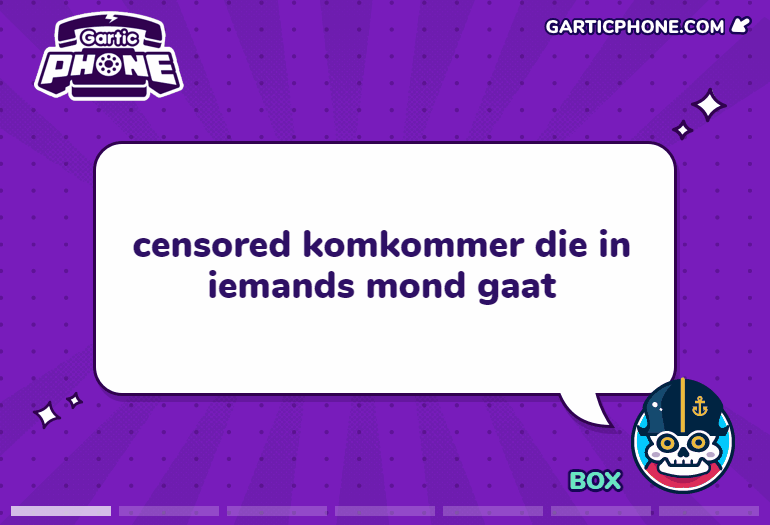 Gartic
PHONE
GARTICPHONE.COM
censored komkommer die in
iemands mond gaat
BOX